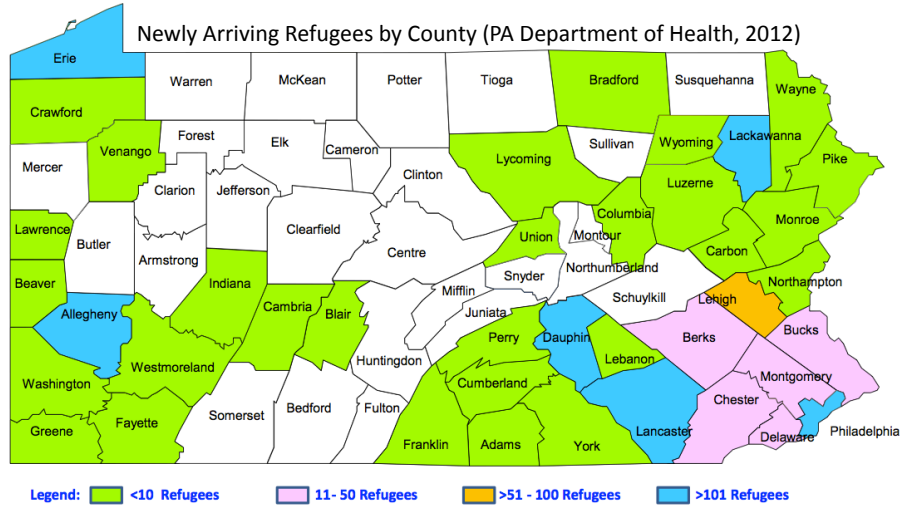 Newly Arriving Refugees by County (PA Department of Health, 2012)
Erie
Warren
McKean
Potter
Tioga
Bradford
Susquehanna
Wayne
Crawford
Forest
Elk
Cameron
Sullivan
Wyoming
Lackawanna
Mercer
Venango
Lycoming
Pike
Clarion
Jefferson
Clinton
Luzerne
Lawrence
Butler
Clearfield
Columbia
Monroe
Union
Montour
Armstrong
Centre
Carbon
Beaver
Indiana
Snyder
Northumberland
Northampton
Mifflin
Schuylkill
Lehigh
Allegheny
Cambria
Blair
Juniata
Bucks
Perry
Dauphin
Berks
Westmoreland
Huntingdon
Lebanon
Washington
Cumberland
Montgomery
Chester
Somerset
Bedford
Fulton
Greene
Fayette
Franklin
Adams
York
Lancaster
Delaware
Philadelphia
Legend: <10 Refugees 11- 50 Refugees >51 - 100 Refugees >101 Refugees